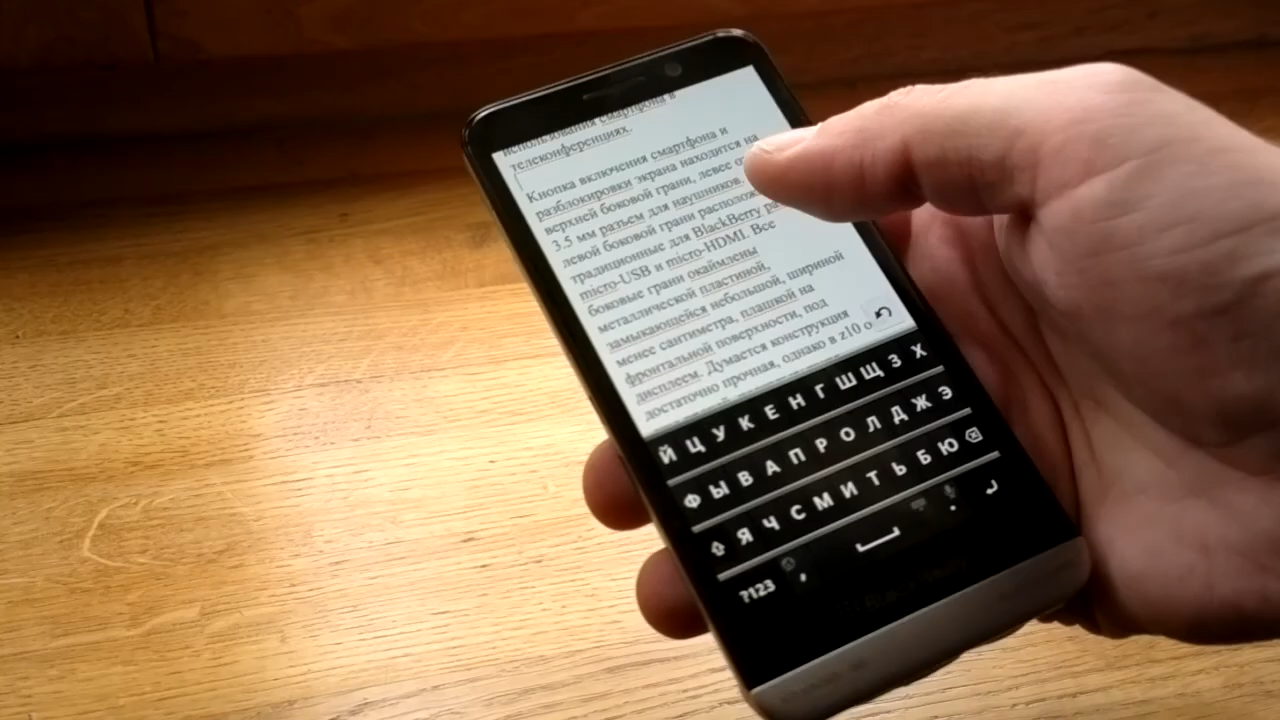 использования смартфона в
телеконференциях.
Кнопка включения смартфона и
разблокировки экрана находится на
верхней боковой грани, левее
3.5 мм разъем для наушников.
левой боковой грани
традиционные для BlackBerry
micro-USB и micro-HDMI. Все
боковые грани окаймлены
металлической пластиной,
замыкающейся небольшой, шириной
менее сантиметра, плашкой на
фронтальной поверхности, под
дисплеем. Думается конструкция
достаточно прочная, однако в z10 о
Й Ц У К Е Н Г Ш Щ З Х
Ф Ы В А П Р О Л Д Ж Э
Я Ч С М И Т Ь Б Ю
?123 , .